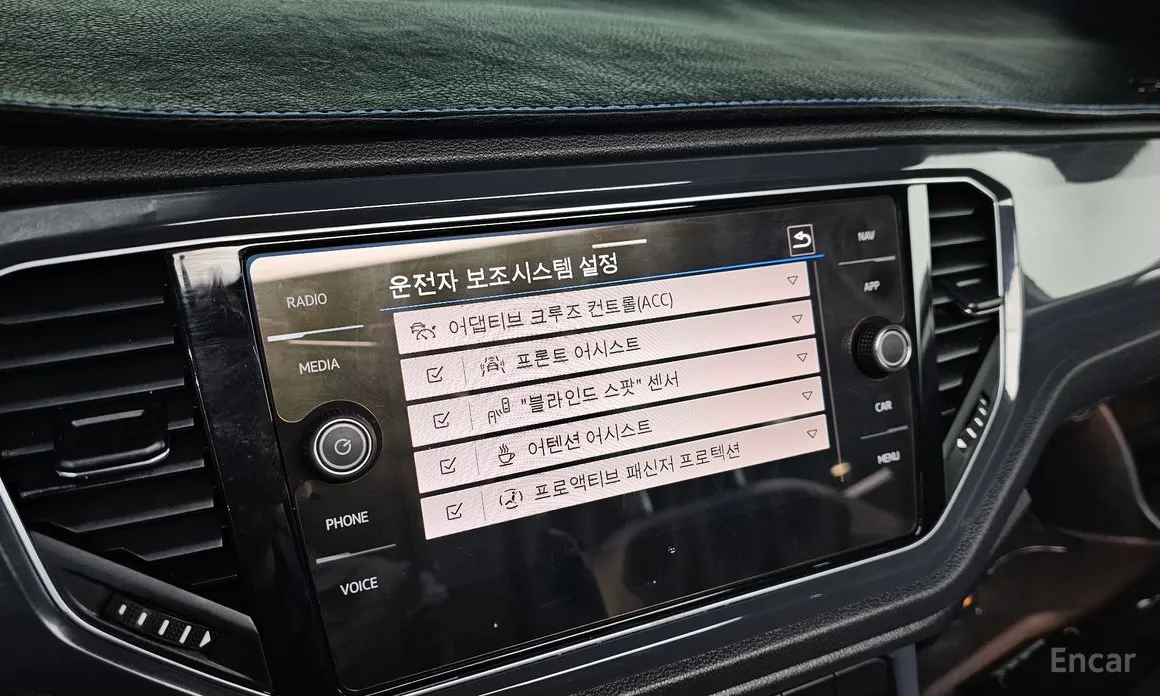 RADIO
MEDIA
PHONE
VOICE
운전자 보조시스템 설정
어댑티브 크루즈 컨트롤(ACC)
프론트 어시스트
"블라인드 스팟" 센서
어텐션 어시스트
프로액티브 패신저 프로텍션
NAV
APP
CAR
MENU
Encar